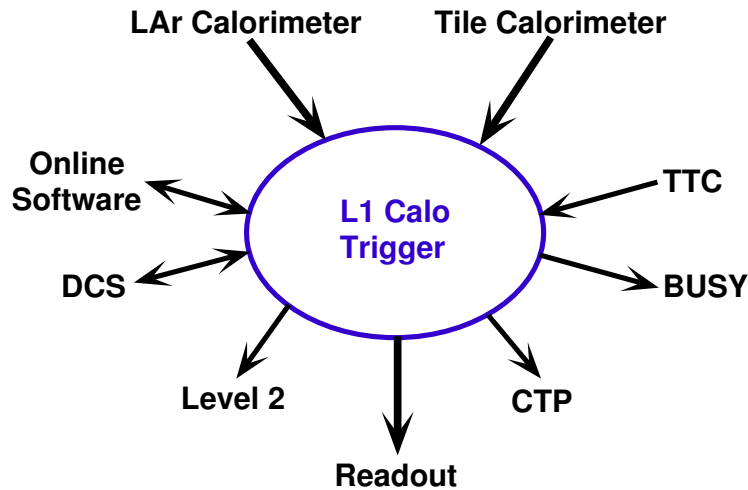 LAr Calorimeter
Tile Calorimeter
Online
Software
L1 Calo
Trigger
TTC
DCS
BUSY
Level 2
CTP
Readout